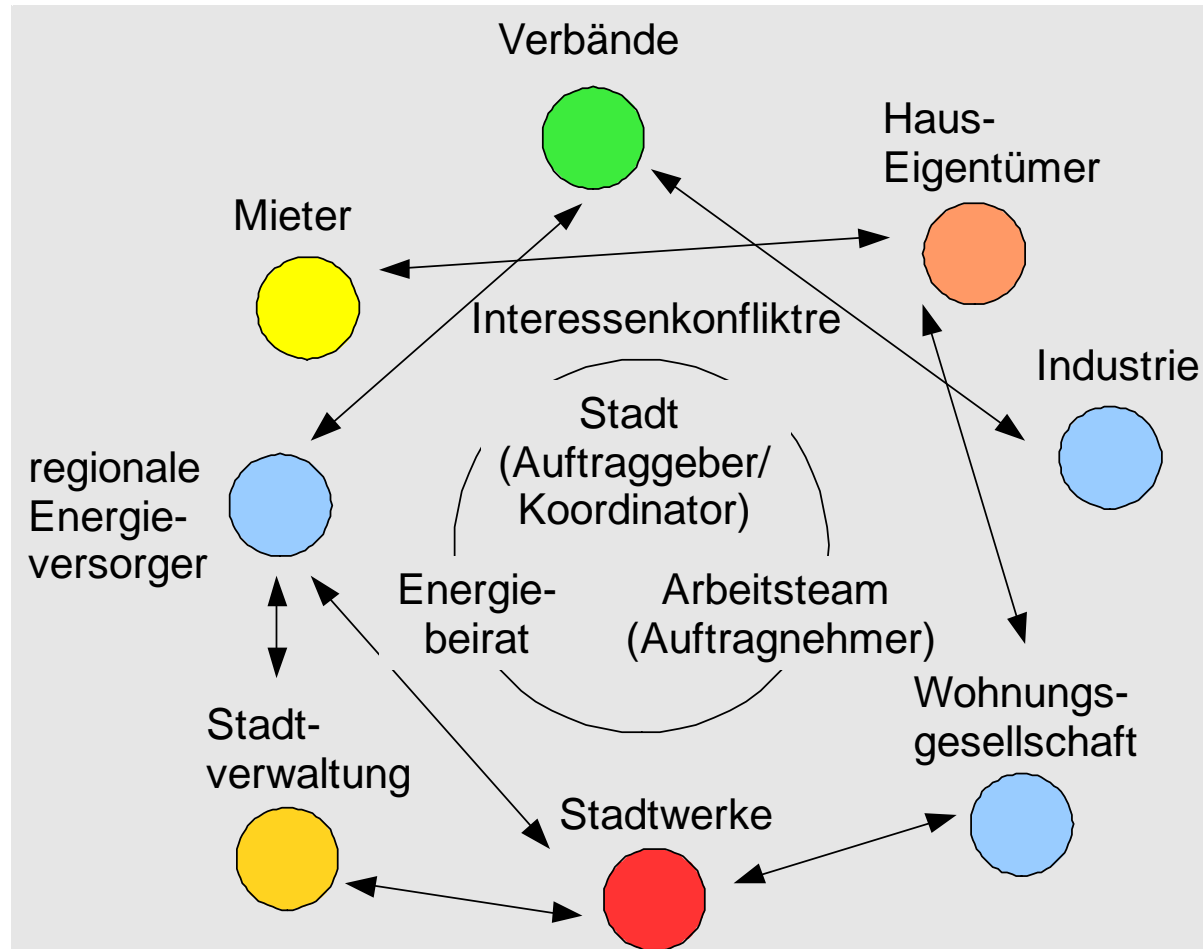 Verbände
Haus-
Eigentümer
Mieter
Interessenkonfliktre
Industrie
Stadt
(Auftraggeber/
Koordinator)
regionale
Energie-
versorger
Energie-
beirat
Arbeitsteam
(Auftragnehmer)
Wohnungs-
gesellschaft
Stadt-
verwaltung
Stadtwerke